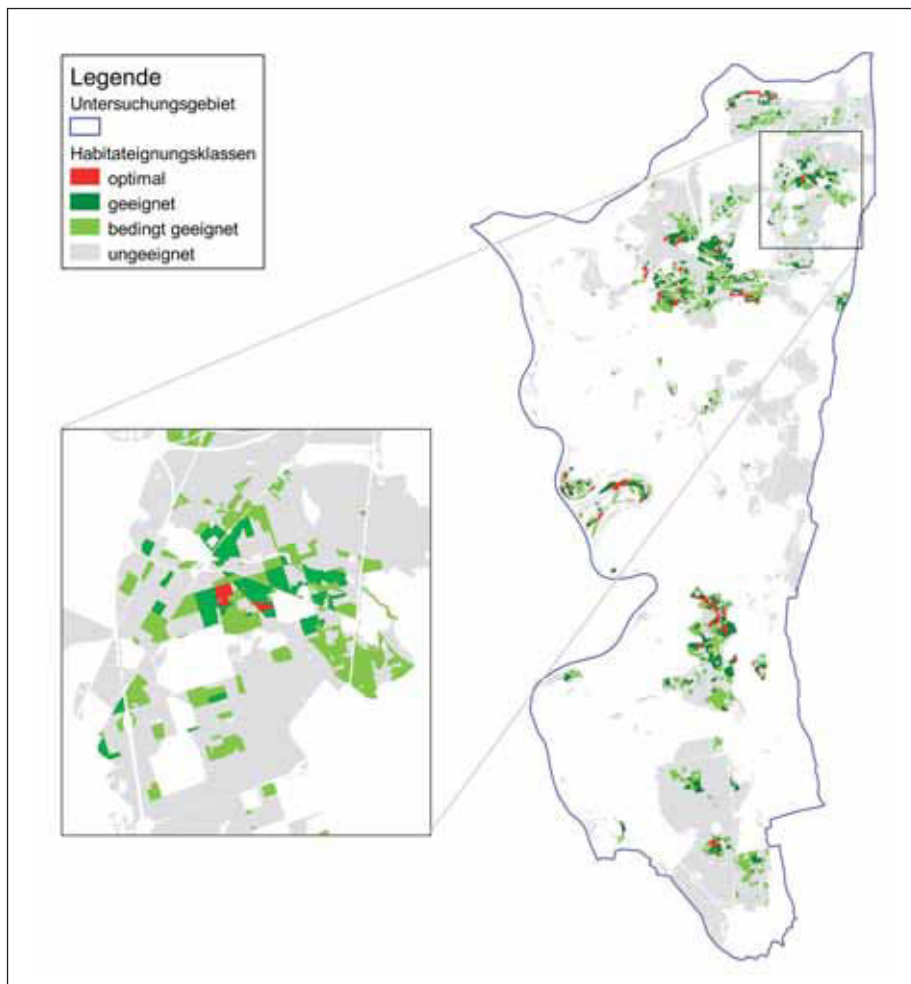 Legende
Untersuchungsgebiet
Habitateignungsklassen
optimal
geeignet
bedingt geeignet
ungeeignet